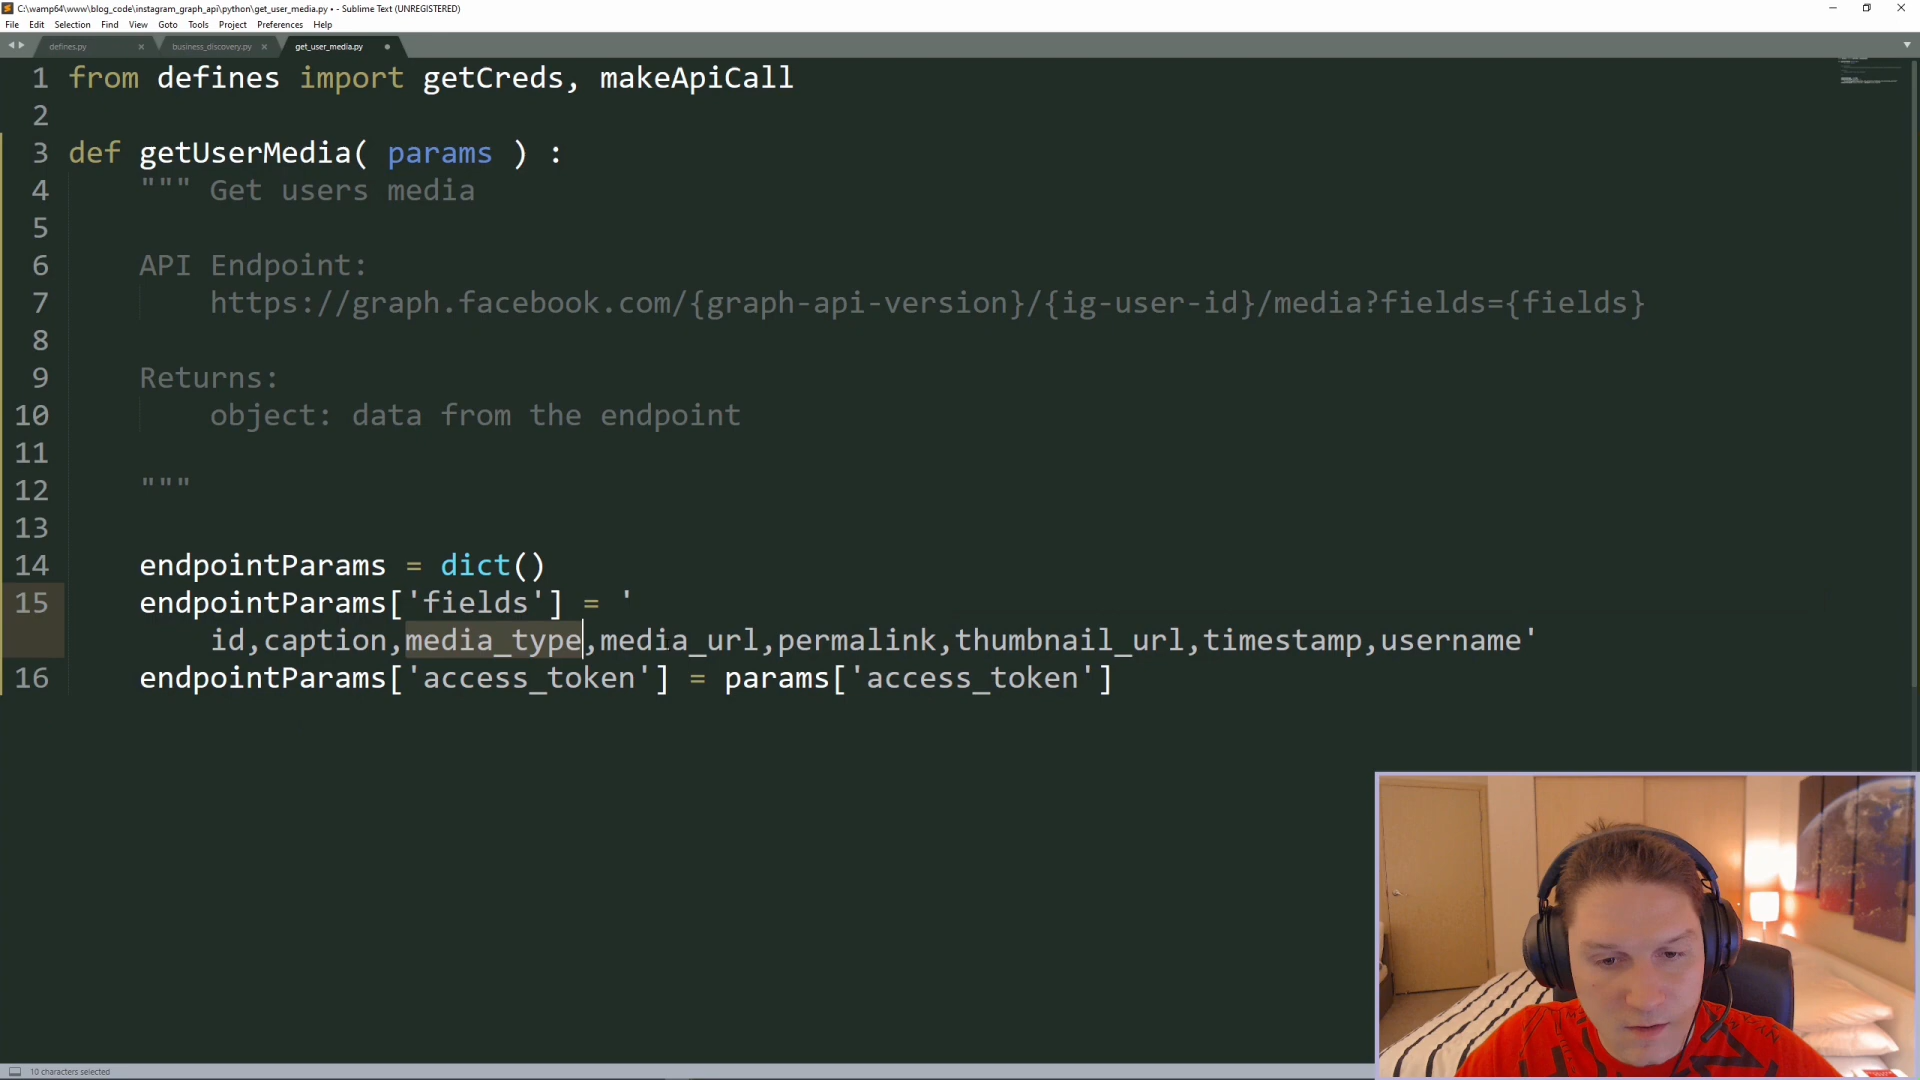 C:\wamp64\www\blog_code\instagram_graph_api\python\get_user_media.py • - Sublime Text (UNREGISTERED)
File Edit Selection Find View Goto Tools Project Preferences Help
defines.py × business_discovery.py × get_user_media.py
1 from defines import getCreds, makeApiCall
2
3 def getUserMedia( params ) :
4 """ Get users media
5
6 API Endpoint:
7 https://graph.facebook.com/{graph-api-version}/{ig-user-id}/media?fields={fields}
8
9 Returns:
10 object: data from the endpoint
11
12 """
13
14 endpointParams = dict()
15 endpointParams['fields'] = '
id,caption,media_type,media_url,permalink,thumbnail_url,timestamp,username'
16 endpointParams['access_token'] = params['access_token']
10 characters selected